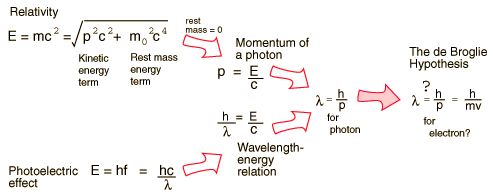 Relativity
E = mc² = √p²c² + m₀²c⁴
Kinetic
energy
term
Rest mass
energy
term
rest
mass = 0
Momentum of
a photon
p = E/c
h/λ = E/c
Wavelength-
energy
relation
Photoelectric
effect
E = hf = hc/λ
λ = h/p
for
photon
The de Broglie
Hypothesis
?
λ = h/p = h/mv
for
electron?